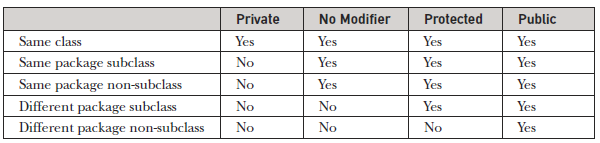 Private No Modifier Protected Public
Same class Yes Yes Yes Yes
Same package subclass No Yes Yes Yes
Same package non-subclass No Yes Yes Yes
Different package subclass No No Yes Yes
Different package non-subclass No No No Yes